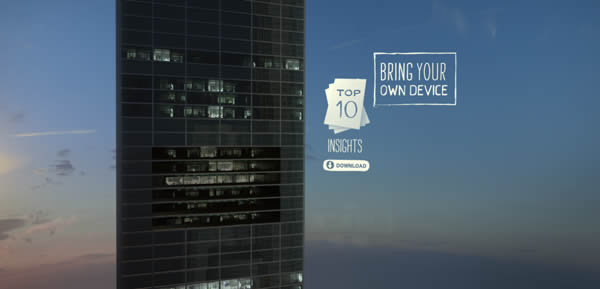 BRING YOUR
OWN DEVICE
TOP
10
INSIGHTS
DOWNLOAD